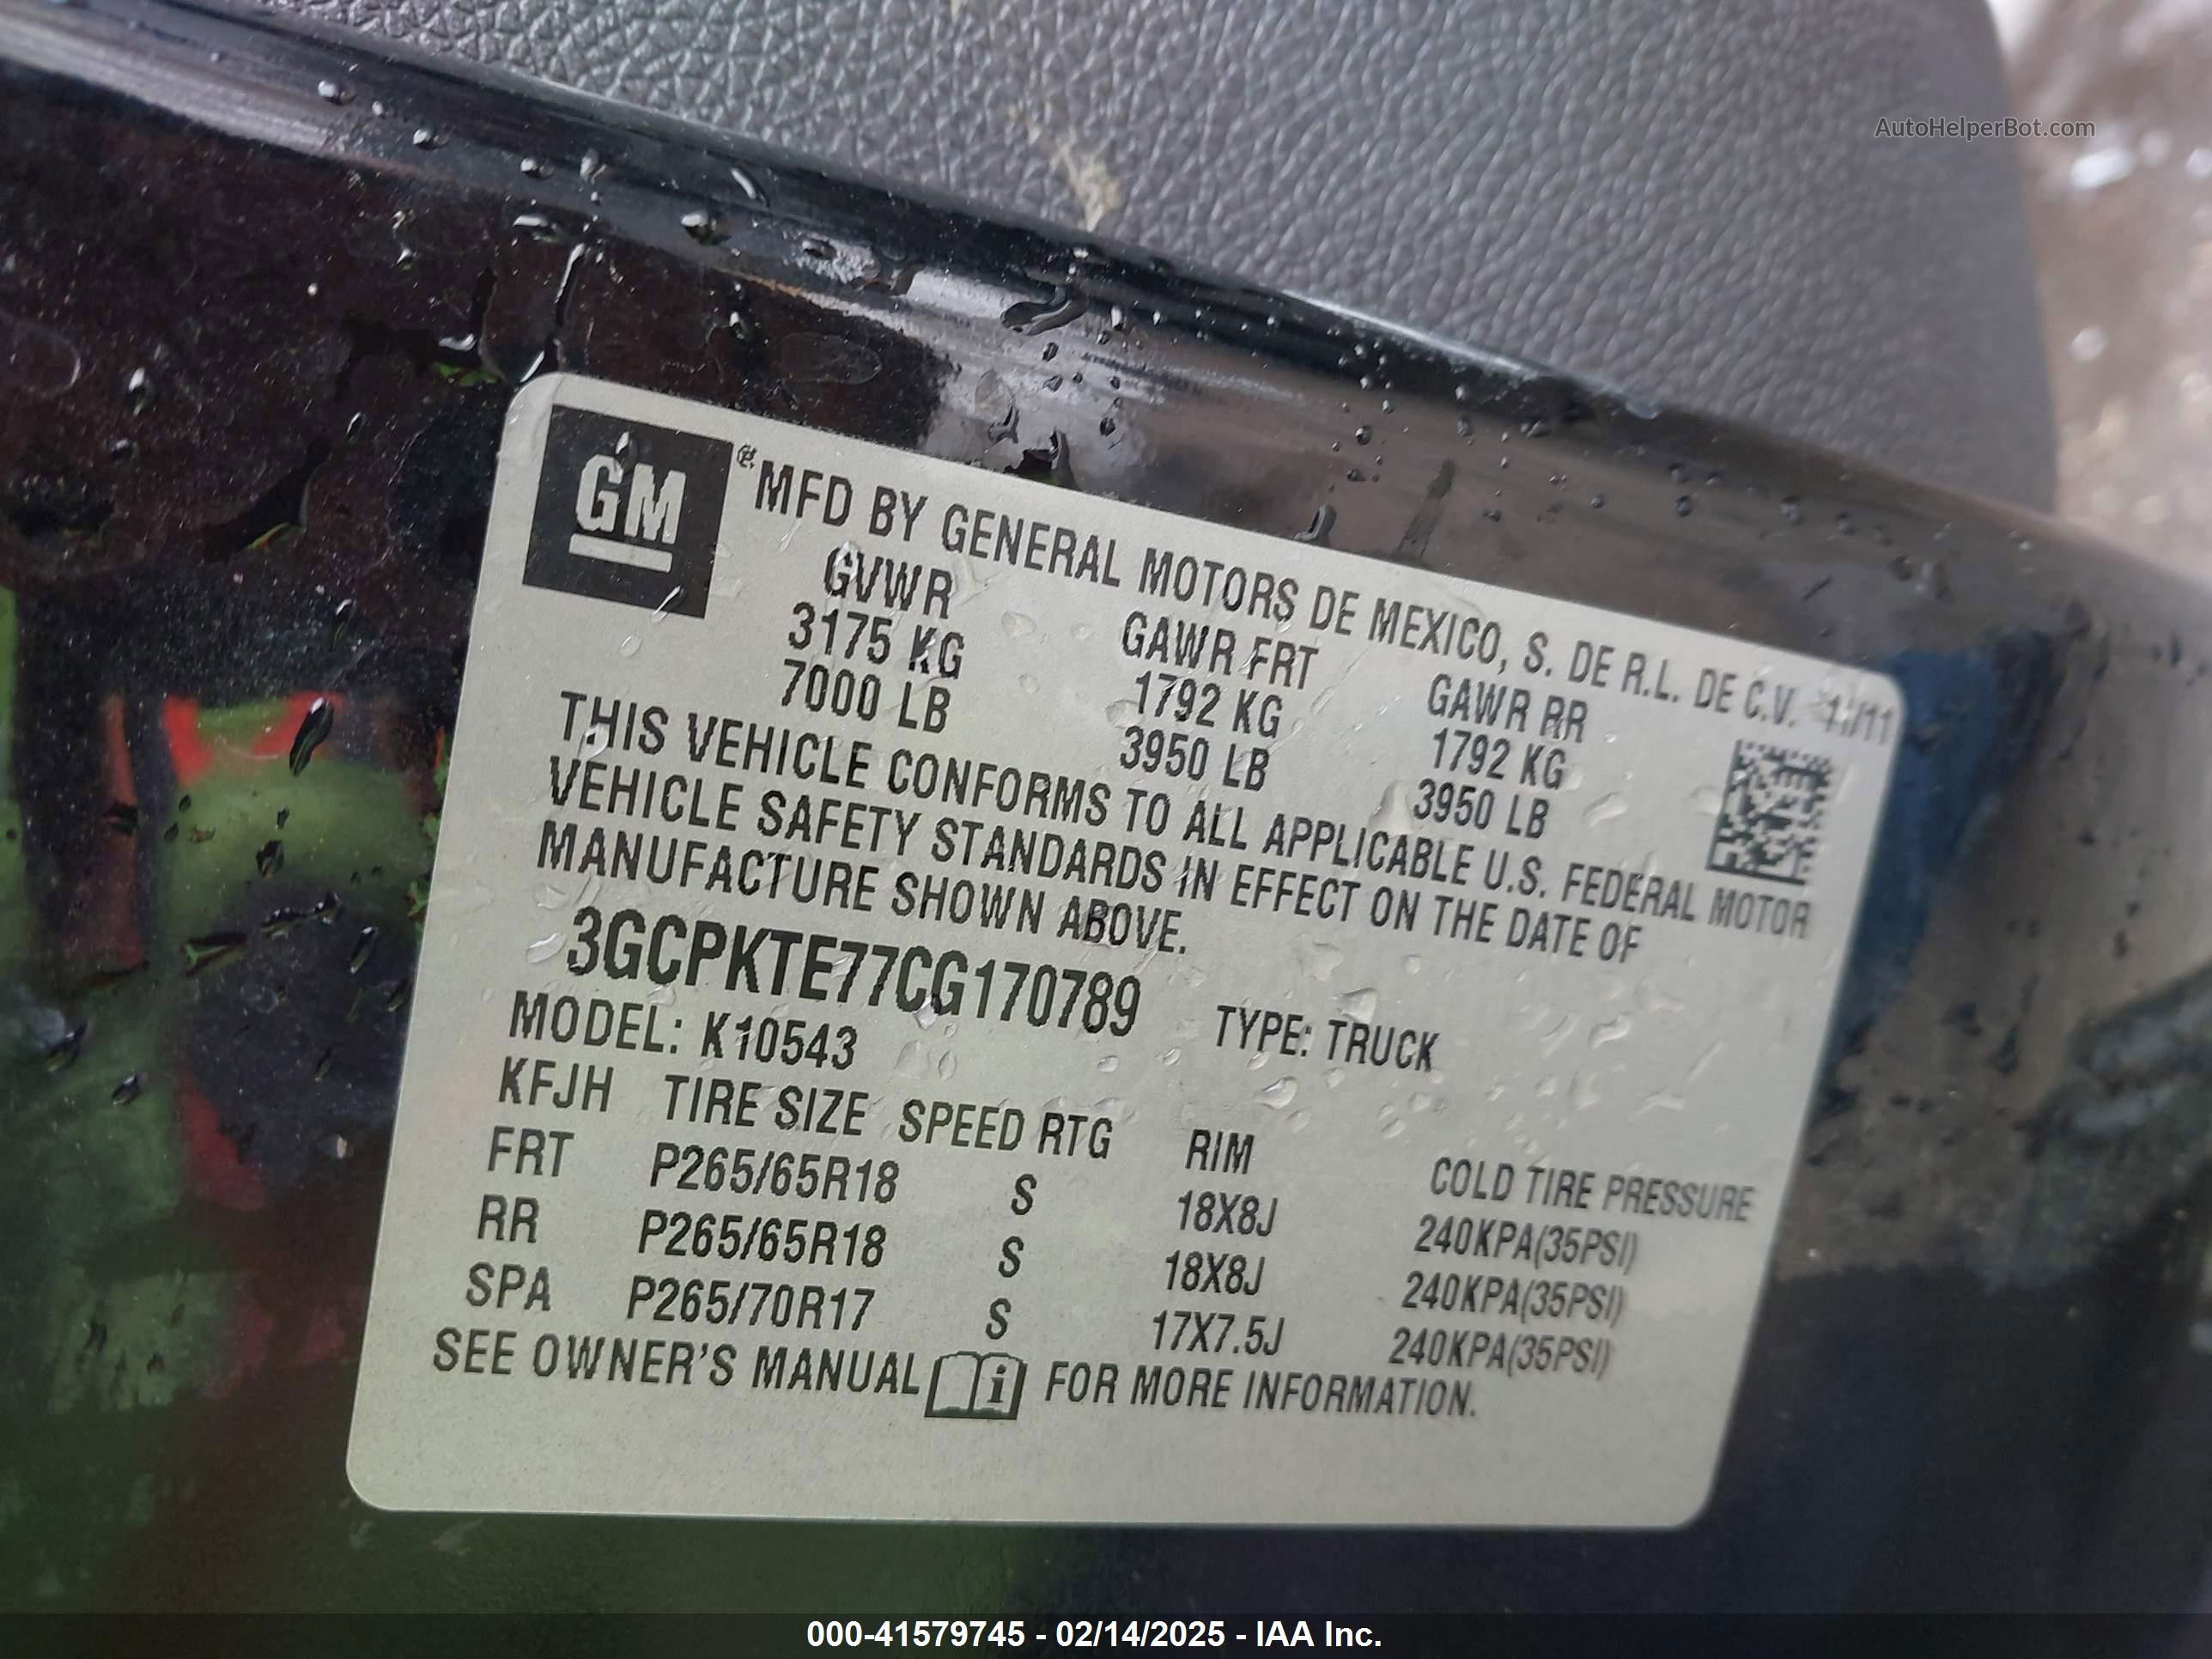 AutoHelperBot.com
GM ® MFD BY GENERAL MOTORS DE MEXICO, S. DE R.L. DE C.V. 11/11
GVWR GAWR FRT GAWR RR
3175 KG 1792 KG 1792 KG
7000 LB 3950 LB 3950 LB
THIS VEHICLE CONFORMS TO ALL APPLICABLE U.S. FEDERAL MOTOR
VEHICLE SAFETY STANDARDS IN EFFECT ON THE DATE OF
MANUFACTURE SHOWN ABOVE.
3GCPKTE77CG170789 TYPE: TRUCK
MODEL: K10543
KFJH TIRE SIZE SPEED RTG RIM COLD TIRE PRESSURE
FRT P265/65R18 S 18X8J 240KPA(35PSI)
RR P265/65R18 S 18X8J 240KPA(35PSI)
SPA P265/70R17 S 17X7.5J 240KPA(35PSI)
SEE OWNER'S MANUAL i FOR MORE INFORMATION.
000-41579745 - 02/14/2025 - IAA Inc.